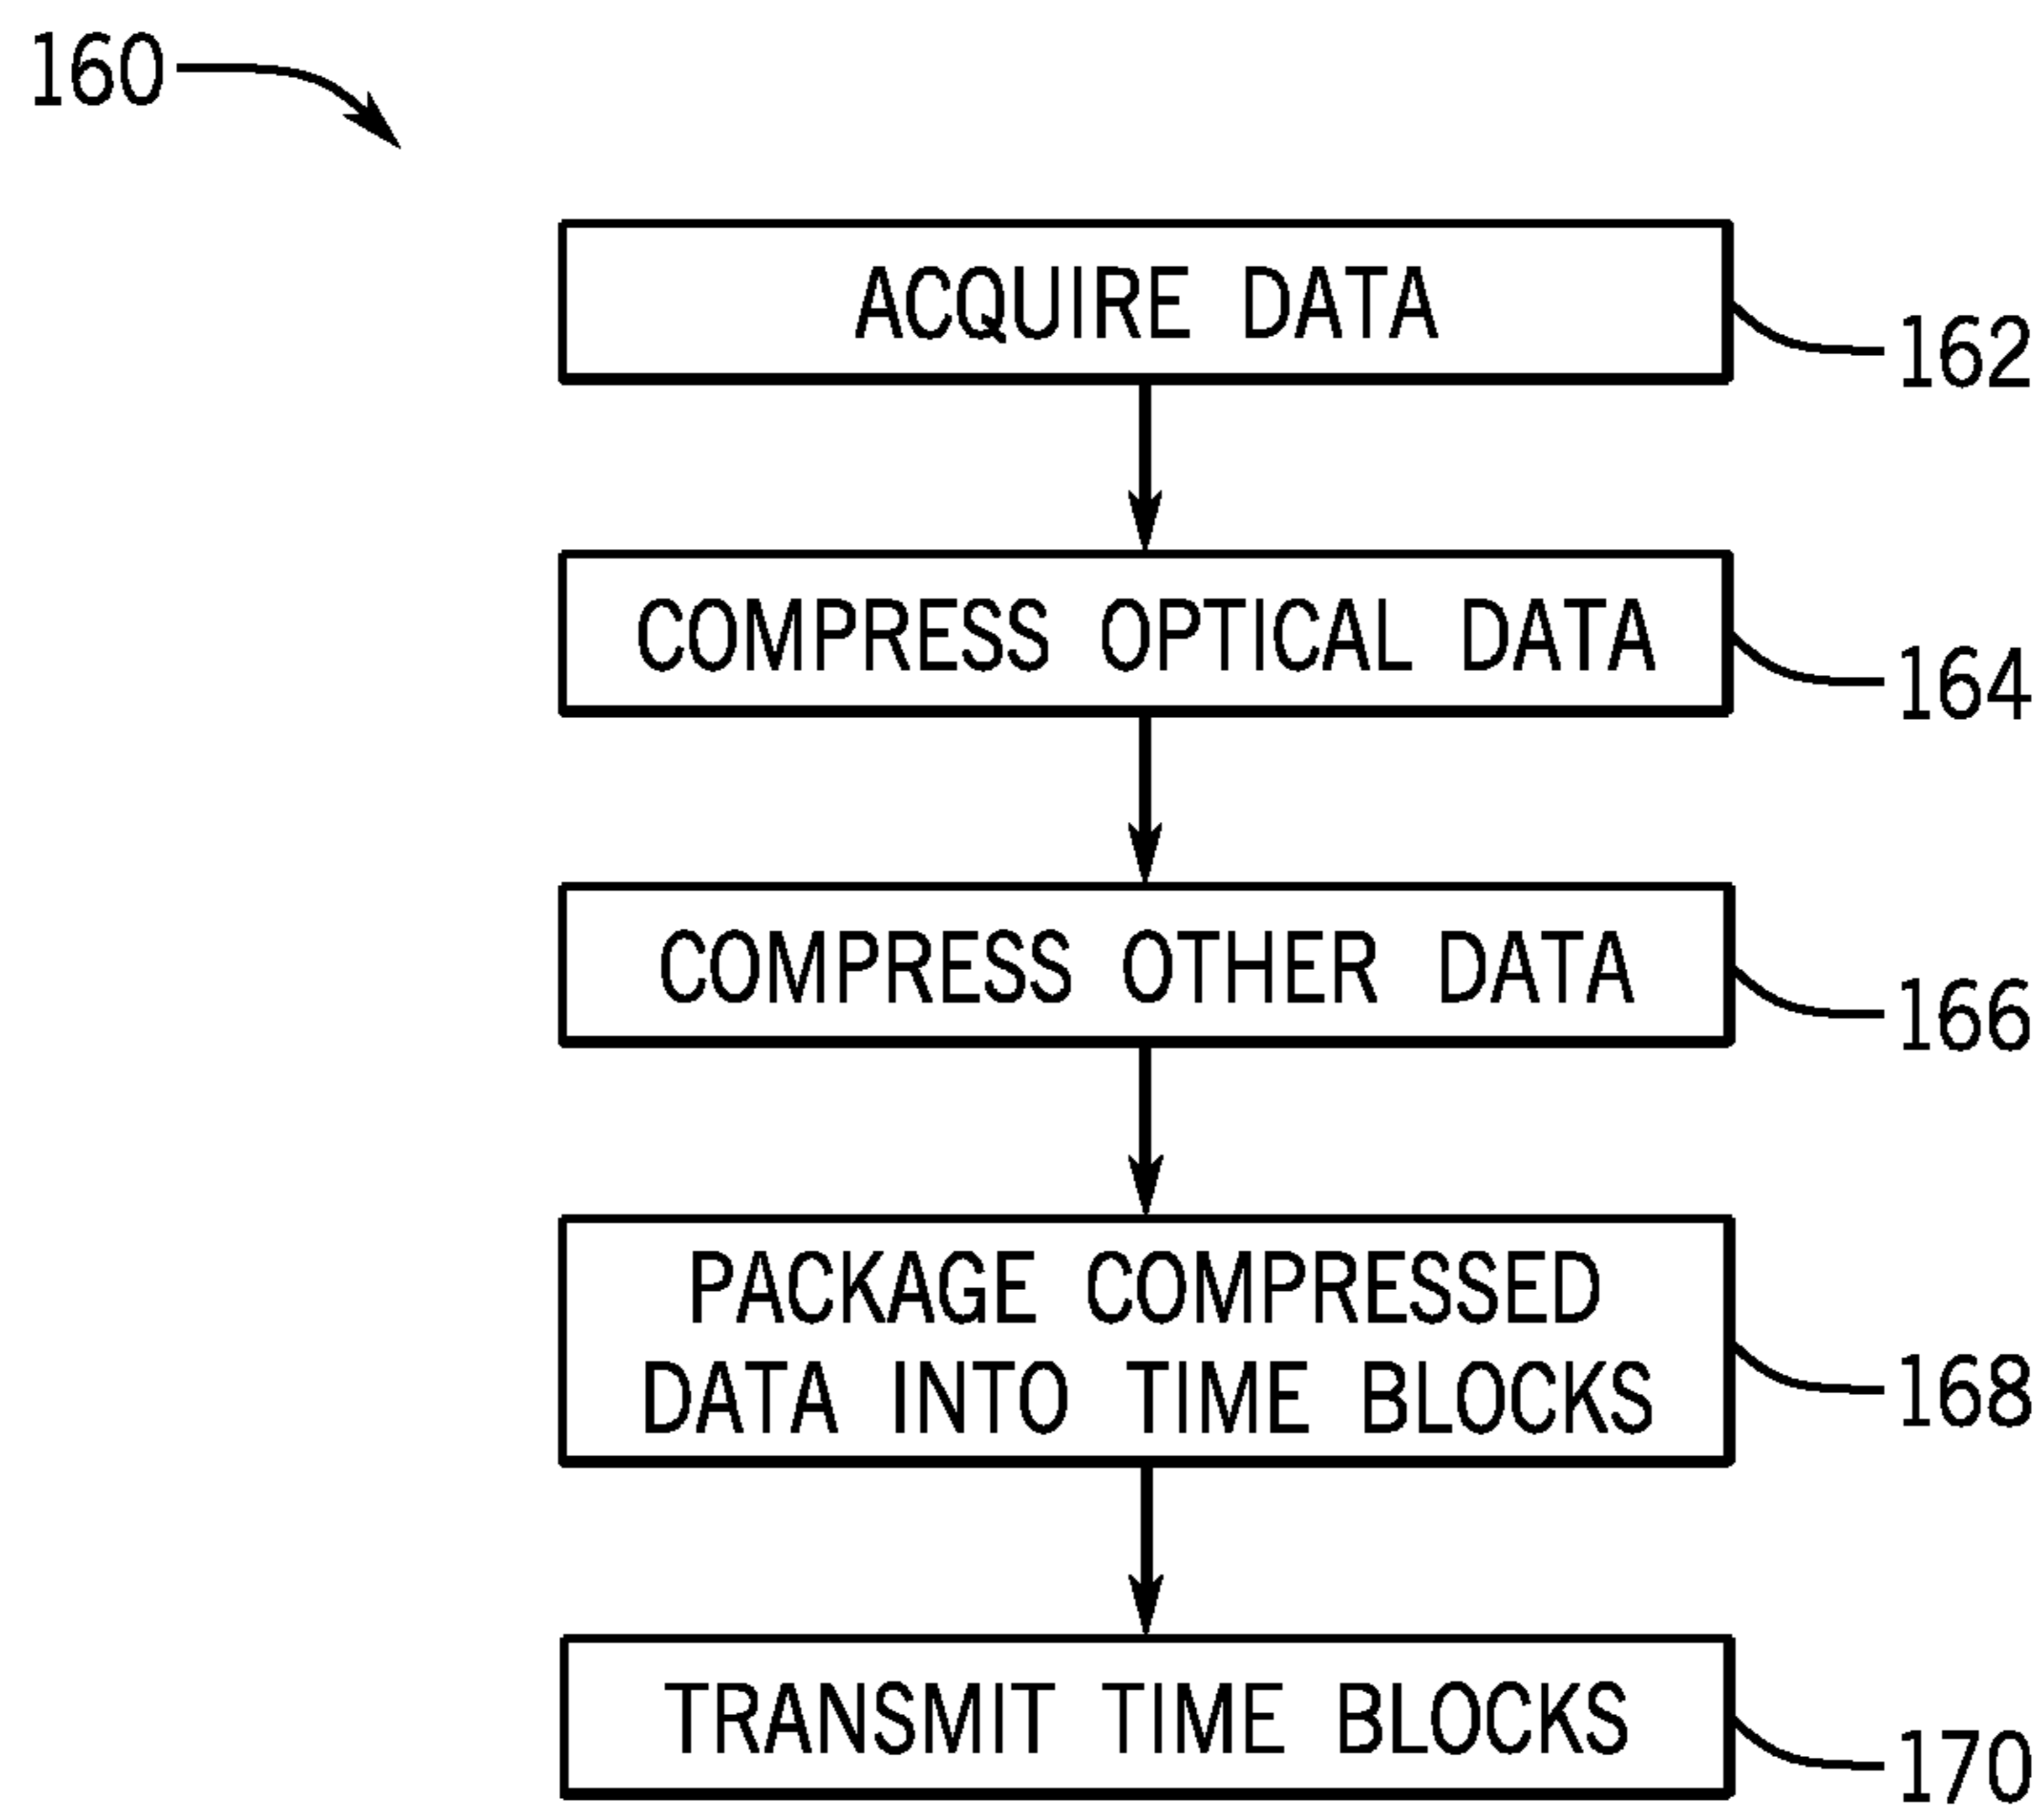 160
ACQUIRE DATA
162
COMPRESS OPTICAL DATA
164
COMPRESS OTHER DATA
166
PACKAGE COMPRESSED
DATA INTO TIME BLOCKS
168
TRANSMIT TIME BLOCKS
170